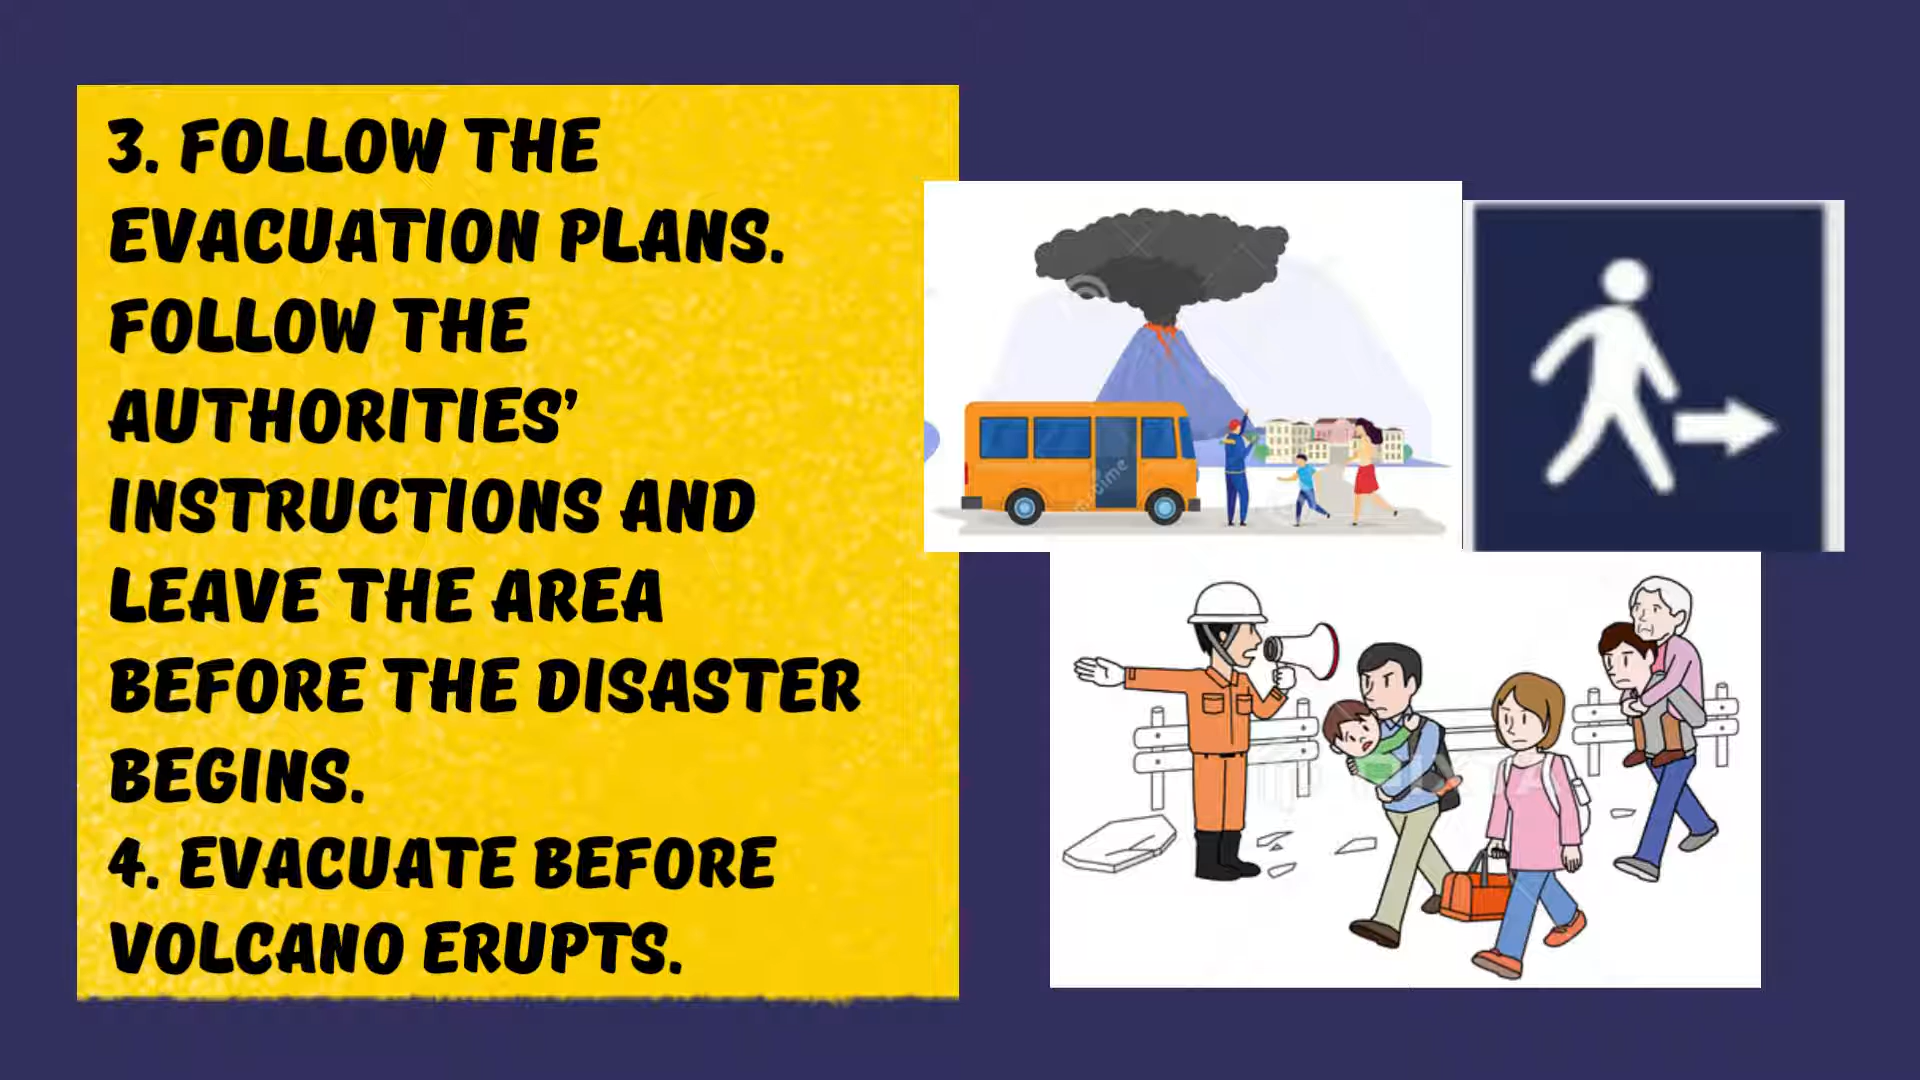 3. FOLLOW THE
EVACUATION PLANS.
FOLLOW THE
AUTHORITIES’
INSTRUCTIONS AND
LEAVE THE AREA
BEFORE THE DISASTER
BEGINS.
4. EVACUATE BEFORE
VOLCANO ERUPTS.